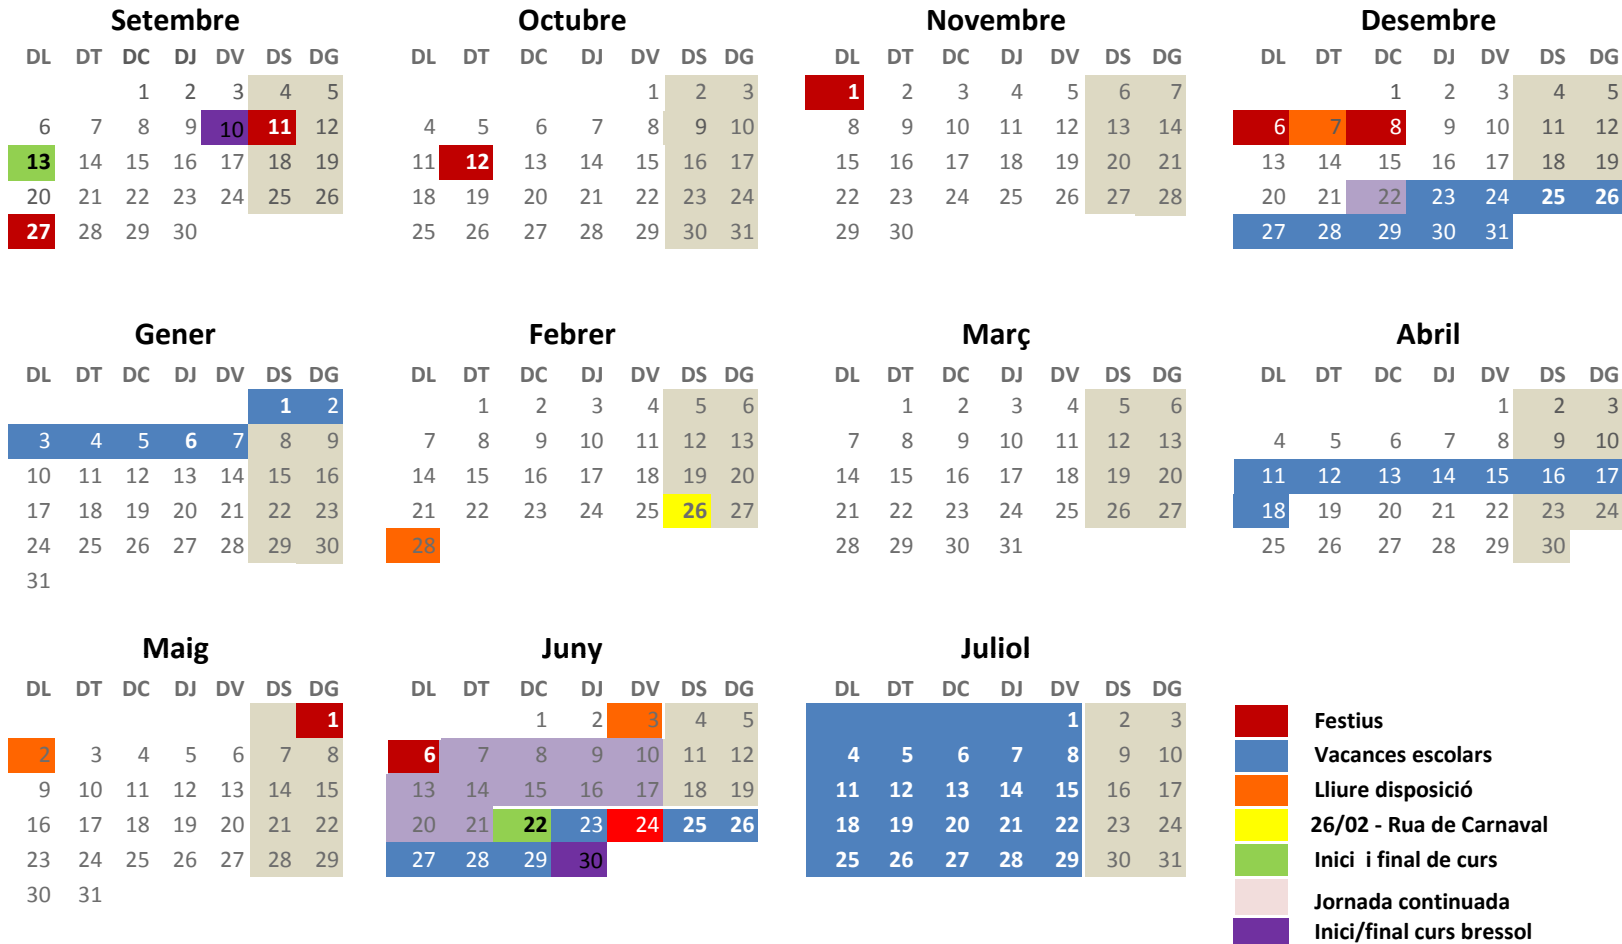 Setembre Octubre Novembre Desembre
DL DT DC DJ DV DS DG DL DT DC DJ DV DS DG DL DT DC DJ DV DS DG DL DT DC DJ DV DS DG
1 2 3 4 5 1 2 3 1 2 3 4 5 6 7 1 2 3 4 5
6 7 8 9 10 11 12 4 5 6 7 8 9 10 8 9 10 11 12 13 14 6 7 8 9 10 11 12
13 14 15 16 17 18 19 11 12 13 14 15 16 17 15 16 17 18 19 20 21 13 14 15 16 17 18 19
20 21 22 23 24 25 26 18 19 20 21 22 23 24 22 23 24 25 26 27 28 20 21 22 23 24 25 26
27 28 29 30 25 26 27 28 29 30 31 29 30 27 28 29 30 31
Gener Febrer Març Abril
DL DT DC DJ DV DS DG DL DT DC DJ DV DS DG DL DT DC DJ DV DS DG DL DT DC DJ DV DS DG
1 2 1 2 3 4 5 6 1 2 3 4 5 6 1 2 3
3 4 5 6 7 8 9 7 8 9 10 11 12 13 7 8 9 10 11 12 13 4 5 6 7 8 9 10
10 11 12 13 14 15 16 14 15 16 17 18 19 20 14 15 16 17 18 19 20 11 12 13 14 15 16 17
17 18 19 20 21 22 23 21 22 23 24 25 26 27 21 22 23 24 25 26 27 18 19 20 21 22 23 24
24 25 26 27 28 29 30 28 28 29 30 31 25 26 27 28 29 30
31
Maig Juny Juliol
DL DT DC DJ DV DS DG DL DT DC DJ DV DS DG DL DT DC DJ DV DS DG
1 1 2 3 4 5 1 2 3 Festius
2 3 4 5 6 7 8 6 7 8 9 10 11 12 4 5 6 7 8 9 10 Vacances escolars
9 10 11 12 13 14 15 13 14 15 16 17 18 19 11 12 13 14 15 16 17 Lliure disposició
16 17 18 19 20 21 22 20 21 22 23 24 25 26 18 19 20 21 22 23 24 26/02 - Rua de Carnaval
23 24 25 26 27 28 29 27 28 29 30 25 26 27 28 29 30 31 Inici i final de curs
30 31 Jornada continuada
Inici/final curs bressol